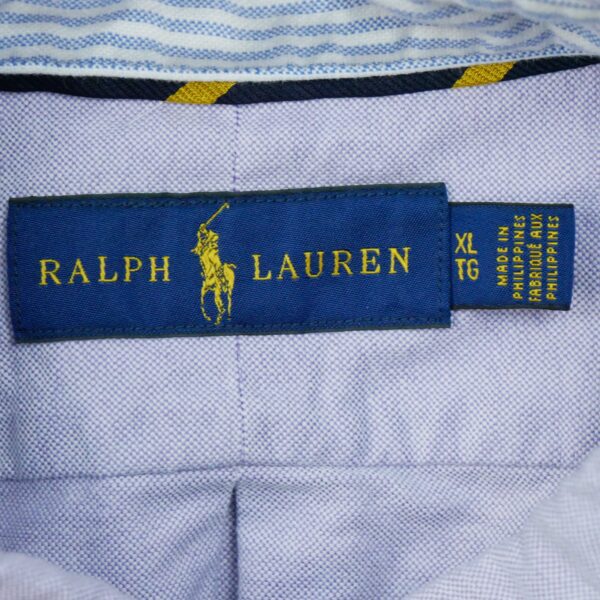 RALPH LAUREN
XL
TG
MADE IN
PHILIPPINES
FABRIQUÉ AUX
PHILIPPINES